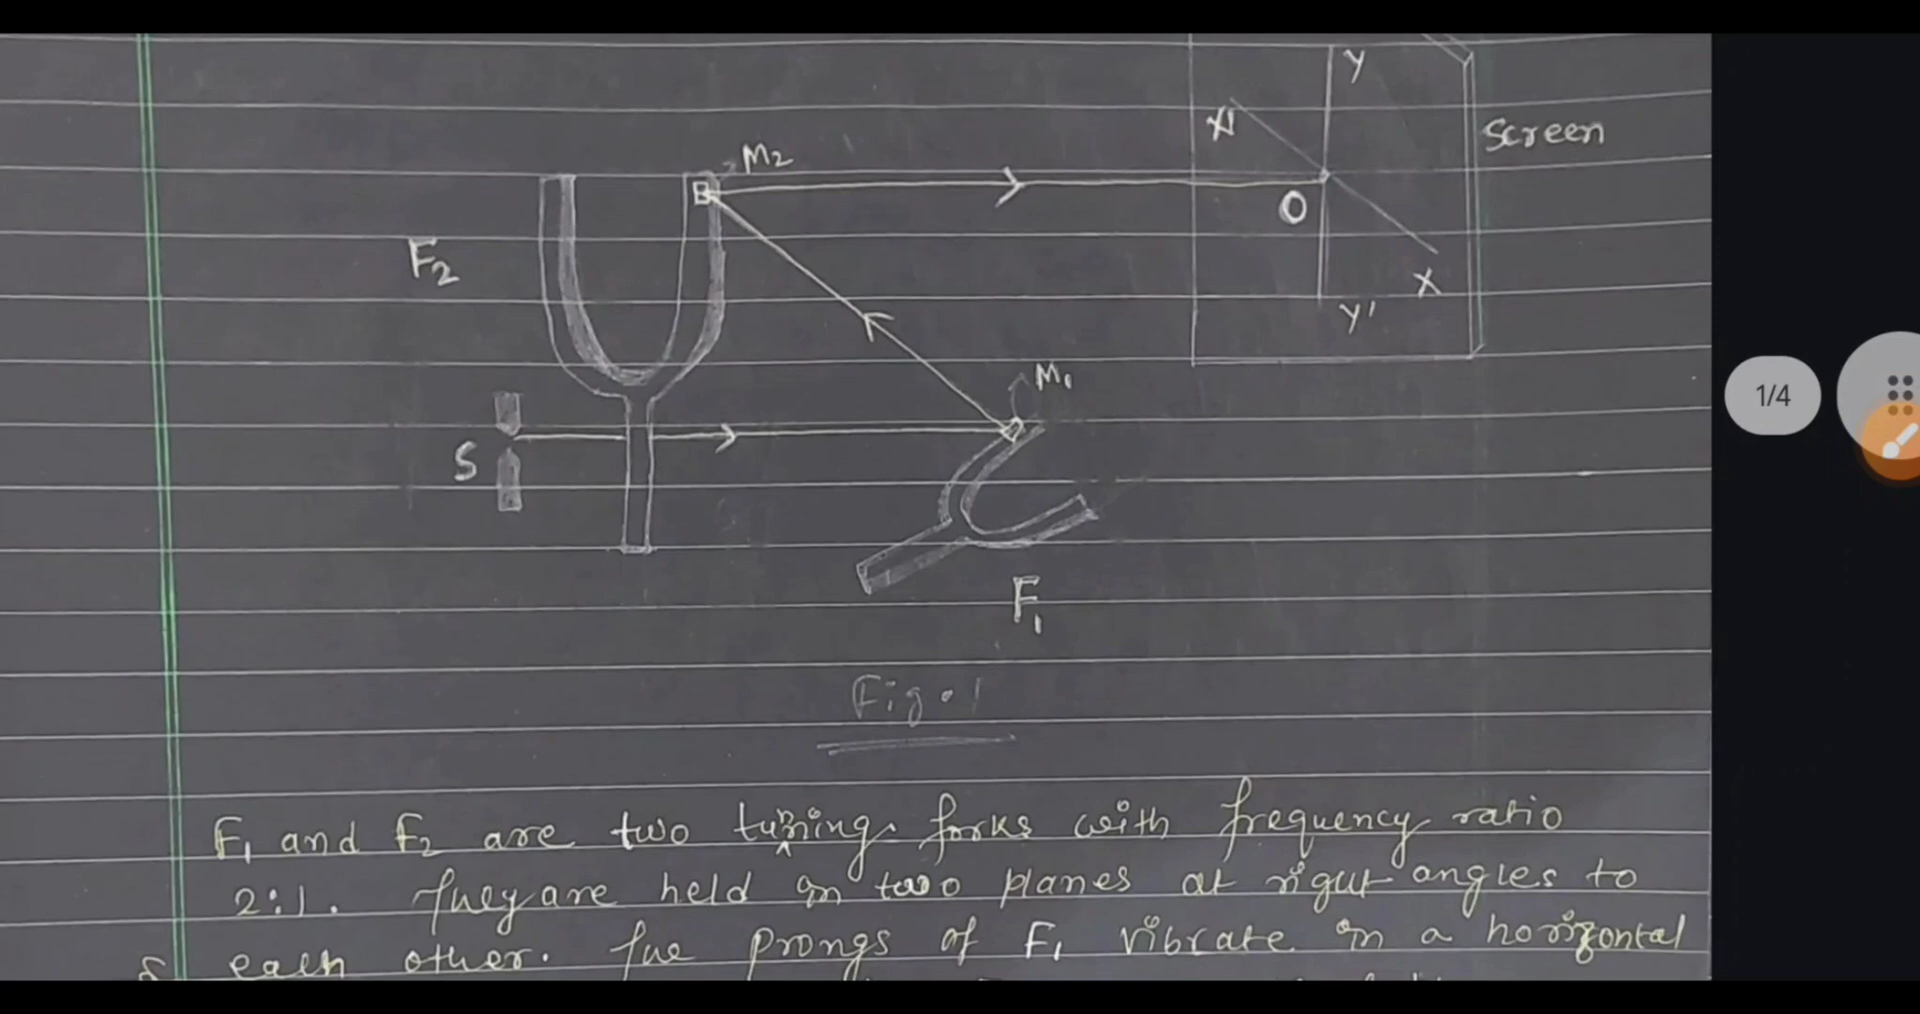 Y
X'
Screen
M2
O
F2
X
Y'
M1
1/4
S
F1
Fig. 1
F1 and F2 are two tuning forks with frequency ratio
2:1. They are held in two planes at right angles to
each other. The prongs of F1 vibrate in a horizontal